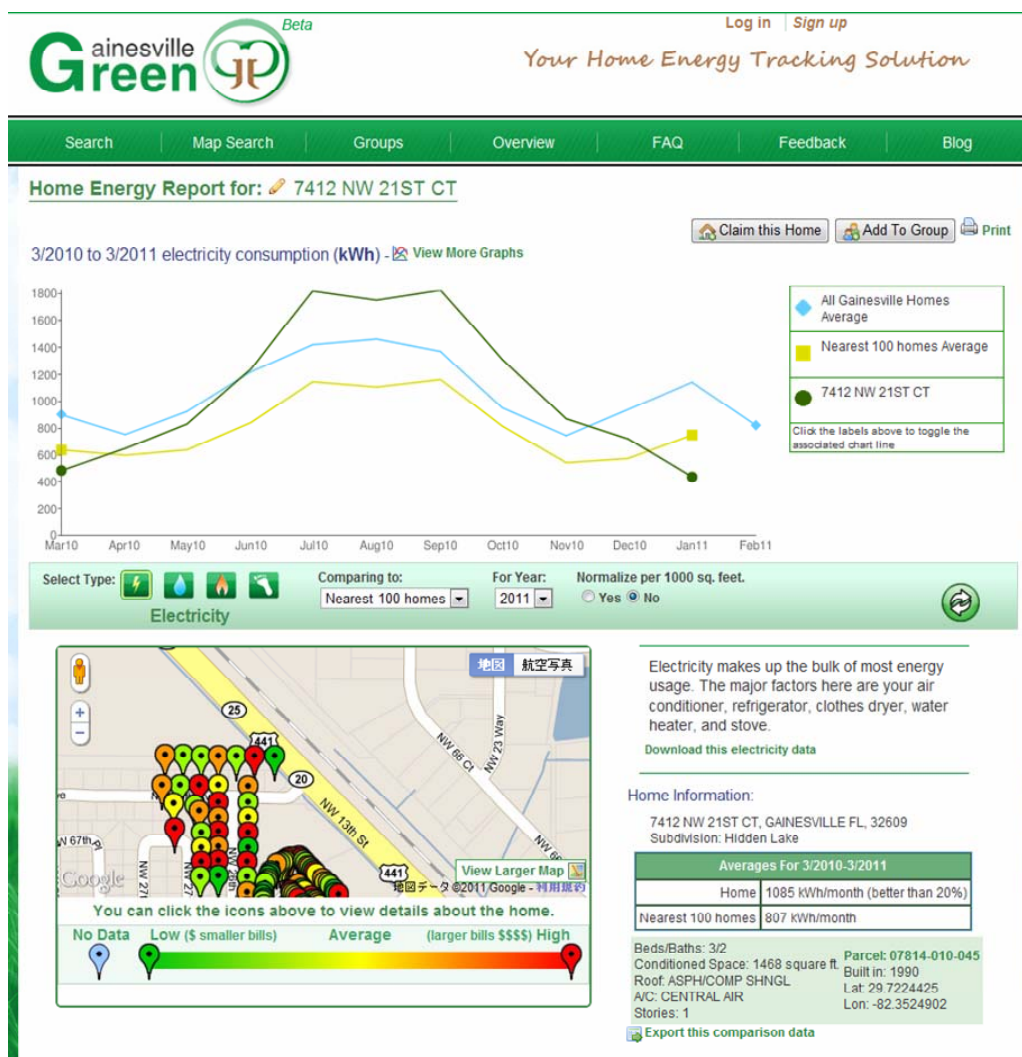 Gainesville Green
Beta
Log in Sign up
Your Home Energy Tracking Solution
Search Map Search Groups Overview FAQ Feedback Blog
Home Energy Report for: 7412 NW 21ST CT
Claim this Home Add To Group Print
3/2010 to 3/2011 electricity consumption (kWh) - View More Graphs
1800
1600
1400
1200
1000
800
600
400
200
0
Mar10 Apr10 May10 Jun10 Jul10 Aug10 Sep10 Oct10 Nov10 Dec10 Jan11 Feb11
All Gainesville Homes
Average
Nearest 100 homes Average
7412 NW 21ST CT
Click the labels above to toggle the
associated chart line
Select Type:
Electricity
Comparing to:
Nearest 100 homes
For Year:
2011
Normalize per 1000 sq. feet.
Yes No
地図 航空写真
+
−
25
441
20
NW 66 Ct
NW 23 Way
NW 13th St
W 67th Pl
441
View Larger Map
Google
地図データ ©2011 Google - 利用規約
You can click the icons above to view details about the home.
No Data Low ($ smaller bills) Average (larger bills $$$$) High
Electricity makes up the bulk of most energy
usage. The major factors here are your air
conditioner, refrigerator, clothes dryer, water
heater, and stove.
Download this electricity data
Home Information:
7412 NW 21ST CT, GAINESVILLE FL, 32609
Subdivision: Hidden Lake
Averages For 3/2010-3/2011
Home 1085 kWh/month (better than 20%)
Nearest 100 homes 807 kWh/month
Beds/Baths: 3/2
Conditioned Space: 1468 square ft.
Roof: ASPH/COMP SHNGL
A/C: CENTRAL AIR
Stories: 1
Parcel: 07814-010-045
Built in: 1990
Lat: 29.7224425
Lon: -82.3524902
Export this comparison data